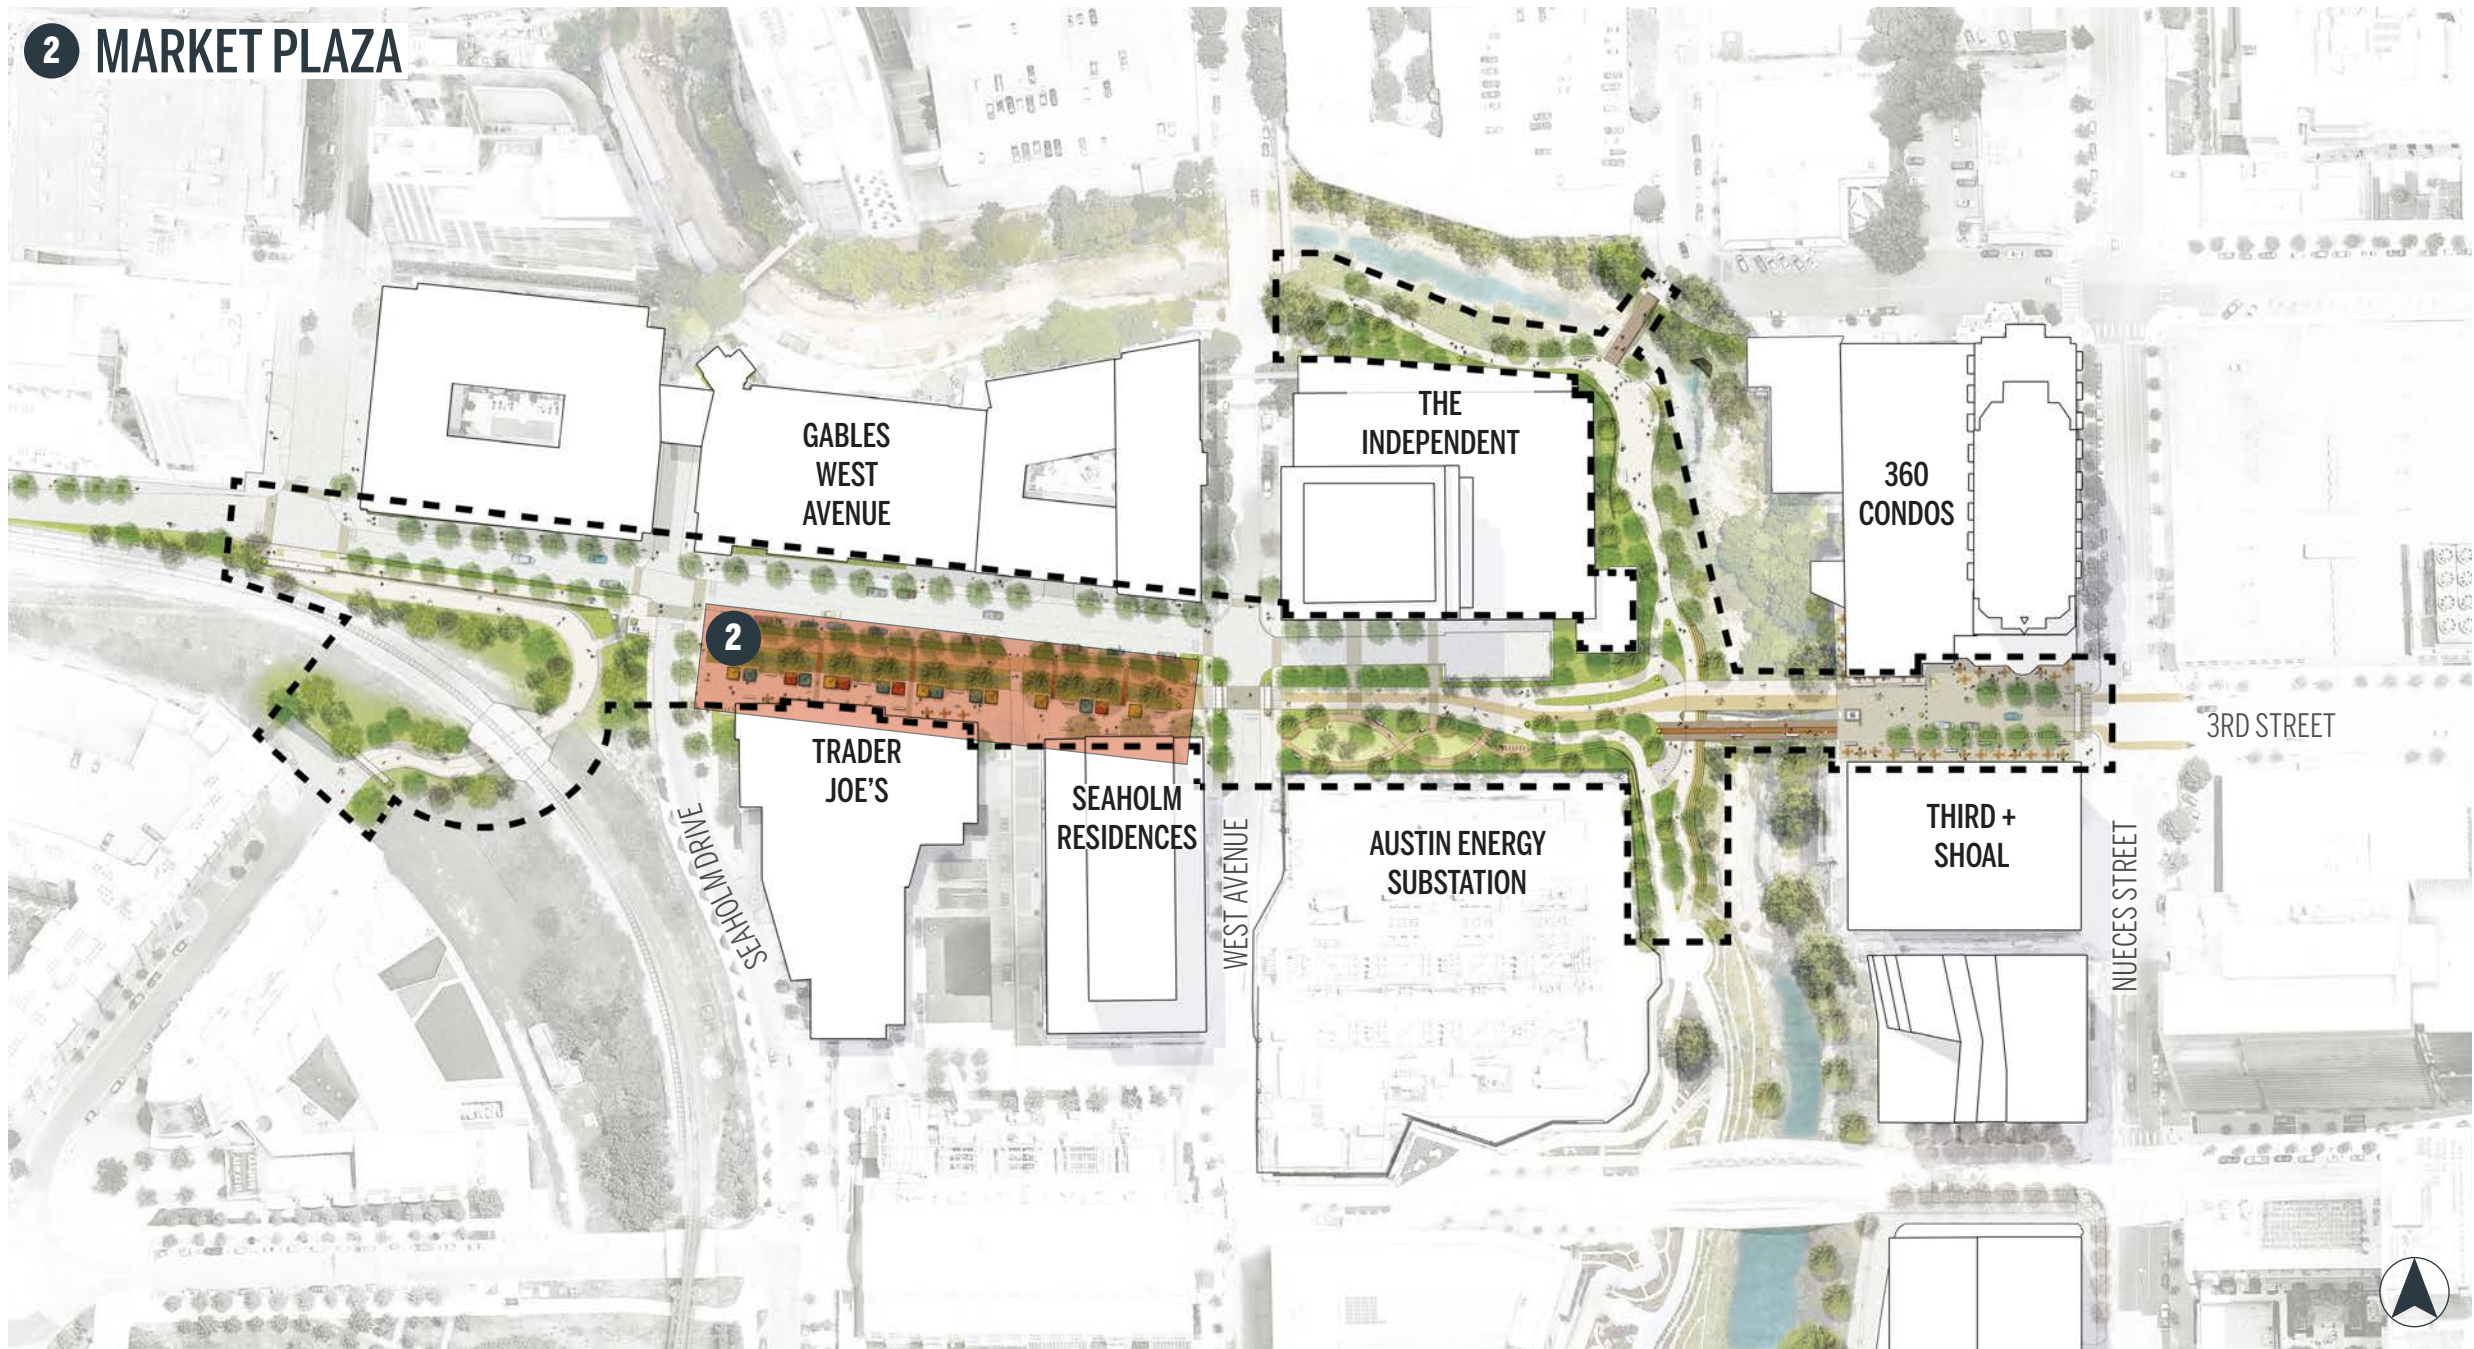 2 MARKET PLAZA
THE
INDEPENDENT
GABLES
WEST
AVENUE
360
CONDOS
2
3RD STREET
TRADER
JOE'S
SEAHOLM
RESIDENCES
THIRD +
SHOAL
AUSTIN ENERGY
SUBSTATION
SEAHOLM DRIVE
WEST AVENUE
NUECES STREET